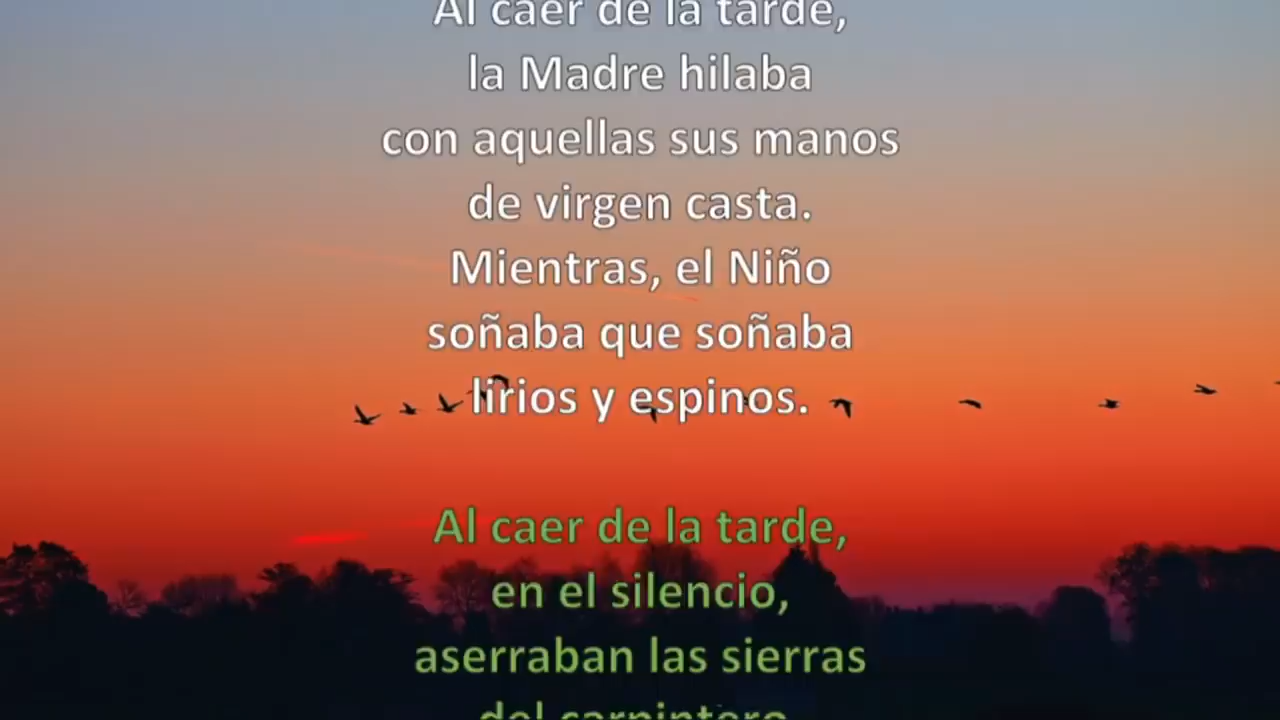 Al caer de la tarde,
la Madre hilaba
con aquellas sus manos
de virgen casta.
Mientras, el Niño
soñaba que soñaba
lirios y espinos.
Al caer de la tarde,
en el silencio,
aserraban las sierras
del carpintero